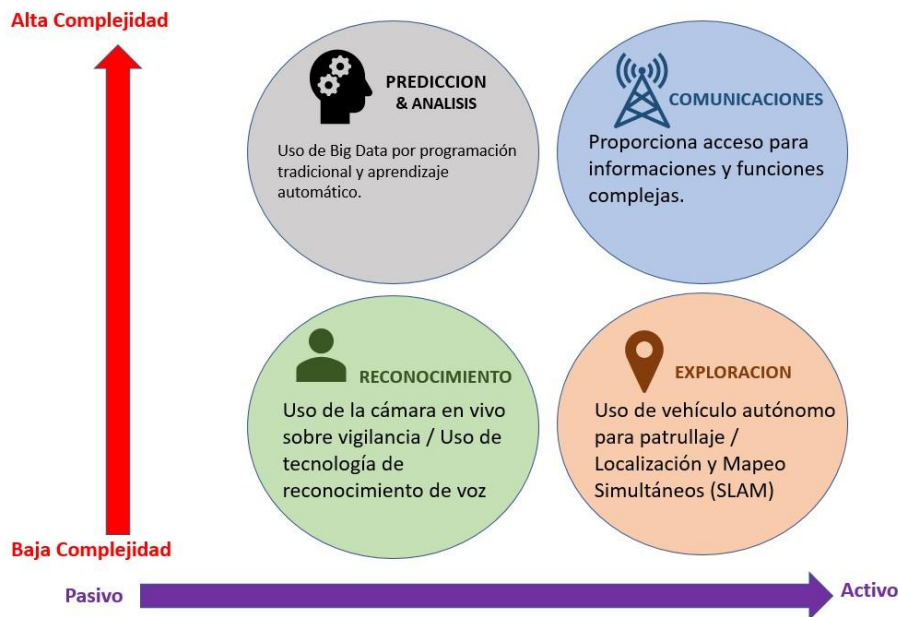 Alta Complejidad
PREDICCION
& ANALISIS
Uso de Big Data por programación
tradicional y aprendizaje
automático.
COMUNICACIONES
Proporciona acceso para
informaciones y funciones
complejas.
RECONOCIMIENTO
Uso de la cámara en vivo
sobre vigilancia / Uso de
tecnología de
reconocimiento de voz
EXPLORACION
Uso de vehículo autónomo
para patrullaje /
Localización y Mapeo
Simultáneos (SLAM)
Baja Complejidad
Pasivo
Activo